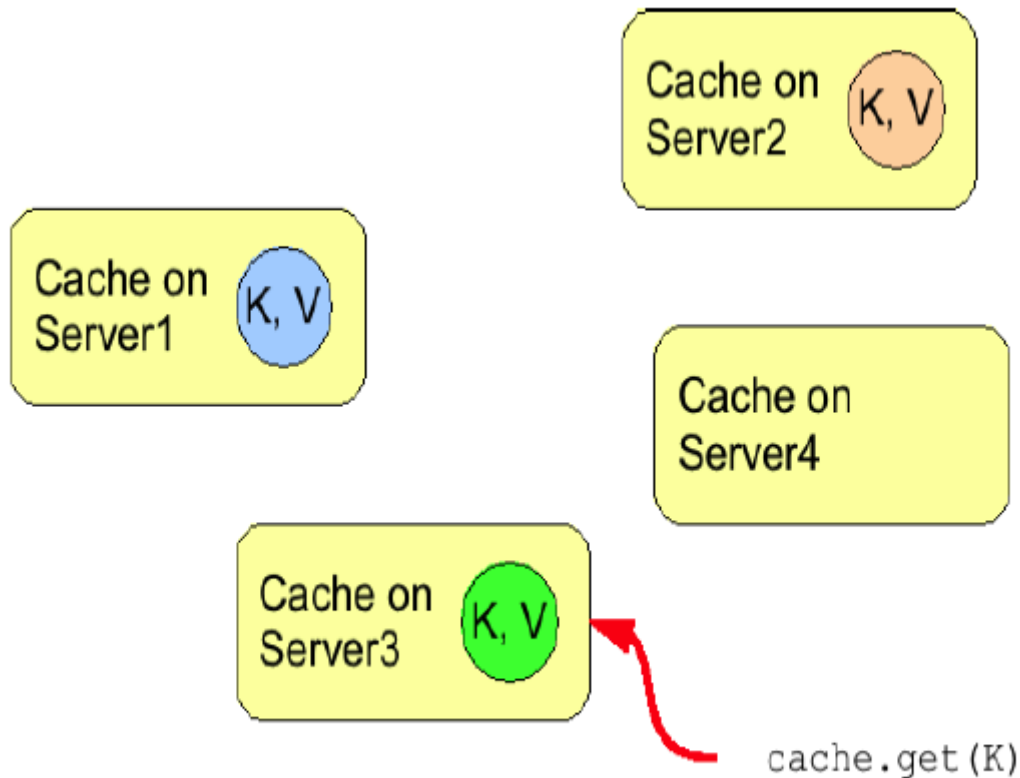 Cache on
Server2
K, V
Cache on
Server1
K, V
Cache on
Server4
Cache on
Server3
K, V
cache.get(K)